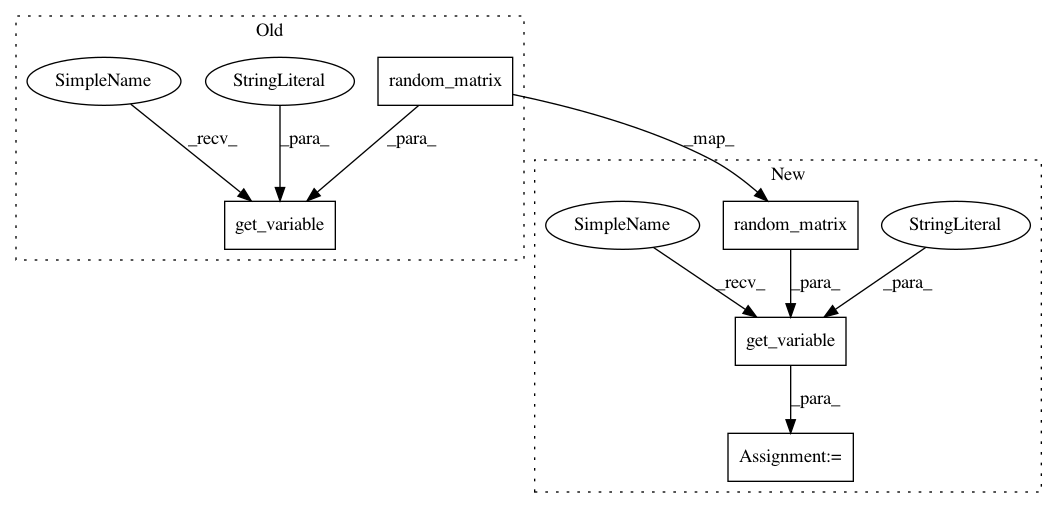 Old
SimpleName
StringLiteral
random_matrix
_recv_
_para_
_para_
_map_
get_variable
New
SimpleName
random_matrix
StringLiteral
_recv_
_para_
_para_
get_variable
_para_
Assignment:=